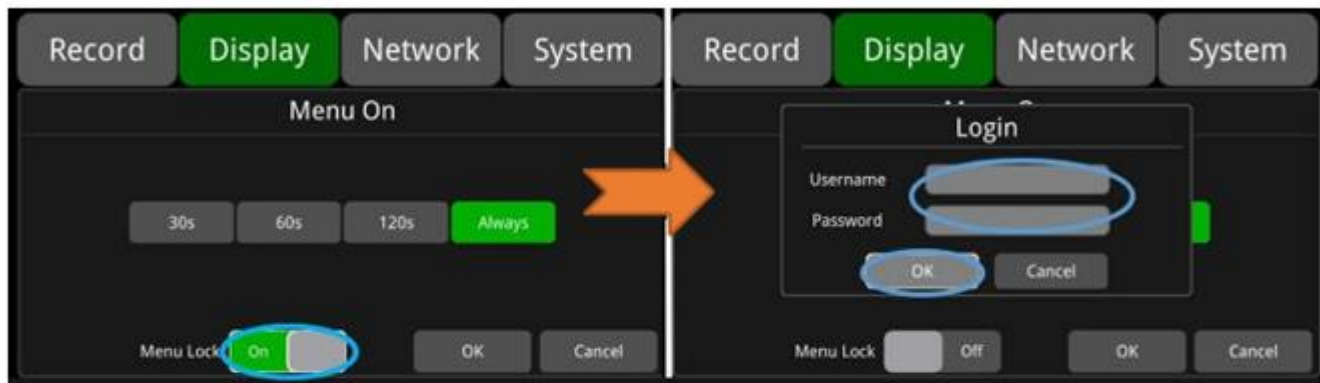 Record Display Network System
Menu On
30s 60s 120s Always
Menu Lock On OK Cancel
Record Display Network System
Login
Username
Password
OK Cancel
Menu Lock Off OK Cancel